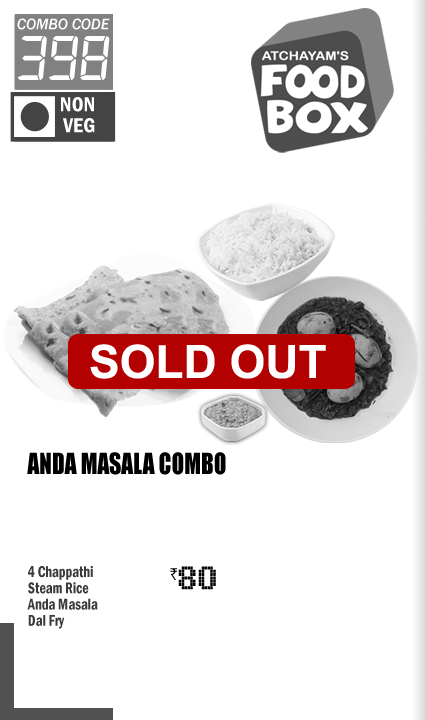 COMBO CODE
398
NON
VEG
ATCHAYAM'S
FOOD
BOX
SOLD OUT
ANDA MASALA COMBO
4 Chappathi
Steam Rice
Anda Masala
Dal Fry
₹80